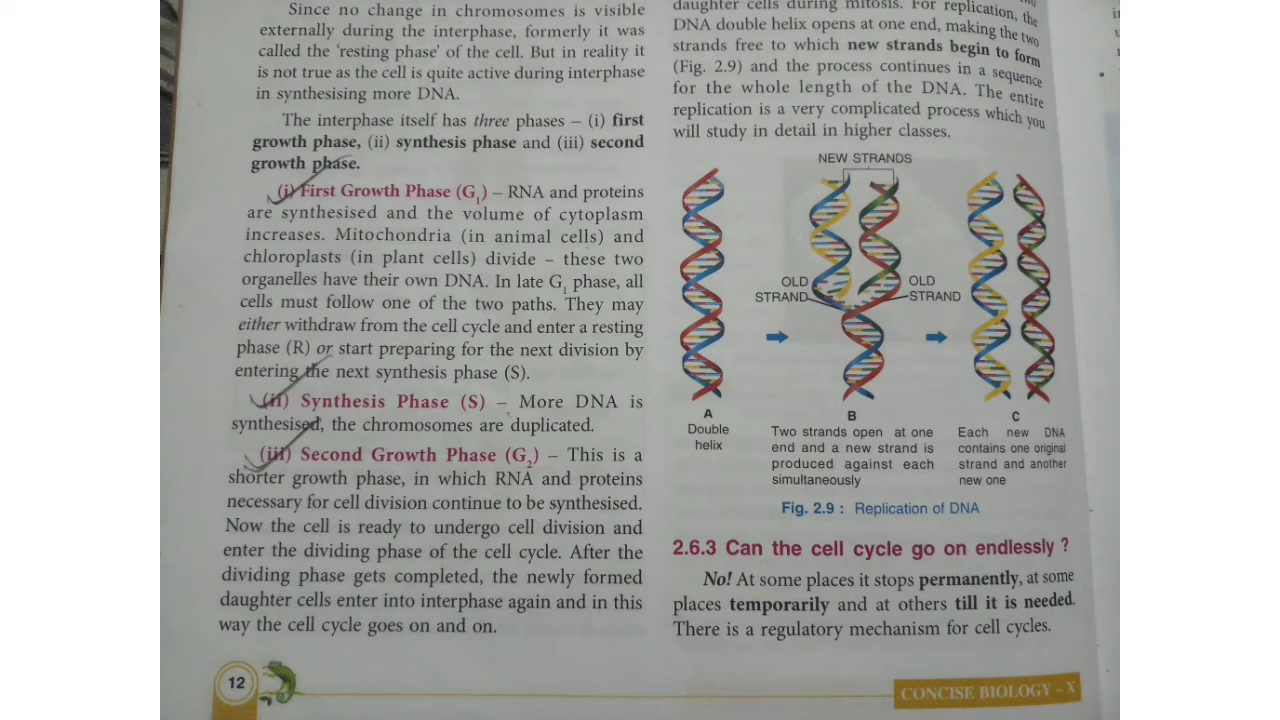 Since no change in chromosomes is visible
externally during the interphase, formerly it was
called the ‘resting phase’ of the cell. But in reality it
is not true as the cell is quite active during interphase
in synthesising more DNA.
The interphase itself has three phases – (i) first
growth phase, (ii) synthesis phase and (iii) second
growth phase.
(i) First Growth Phase (G1) – RNA and proteins
are synthesised and the volume of cytoplasm
increases. Mitochondria (in animal cells) and
chloroplasts (in plant cells) divide – these two
organelles have their own DNA. In late G1 phase, all
cells must follow one of the two paths. They may
either withdraw from the cell cycle and enter a resting
phase (R) or start preparing for the next division by
entering the next synthesis phase (S).
(ii) Synthesis Phase (S) – More DNA is
synthesised, the chromosomes are duplicated.
(iii) Second Growth Phase (G2) – This is a
shorter growth phase, in which RNA and proteins
necessary for cell division continue to be synthesised.
Now the cell is ready to undergo cell division and
enter the dividing phase of the cell cycle. After the
dividing phase gets completed, the newly formed
daughter cells enter into interphase again and in this
way the cell cycle goes on and on.
daughter cells during mitosis. For replication, the
DNA double helix opens at one end, making the two
strands free to which new strands begin to form
(Fig. 2.9) and the process continues in a sequence
for the whole length of the DNA. The entire
replication is a very complicated process which you
will study in detail in higher classes.
NEW STRANDS
OLD
STRAND
OLD
STRAND
A
Double
helix
B
Two strands open at one
end and a new strand is
produced against each
simultaneously
C
Each new DNA
contains one original
strand and another
new one
Fig. 2.9 : Replication of DNA
2.6.3 Can the cell cycle go on endlessly ?
No! At some places it stops permanently, at some
places temporarily and at others till it is needed.
There is a regulatory mechanism for cell cycles.
12
CONCISE BIOLOGY – X